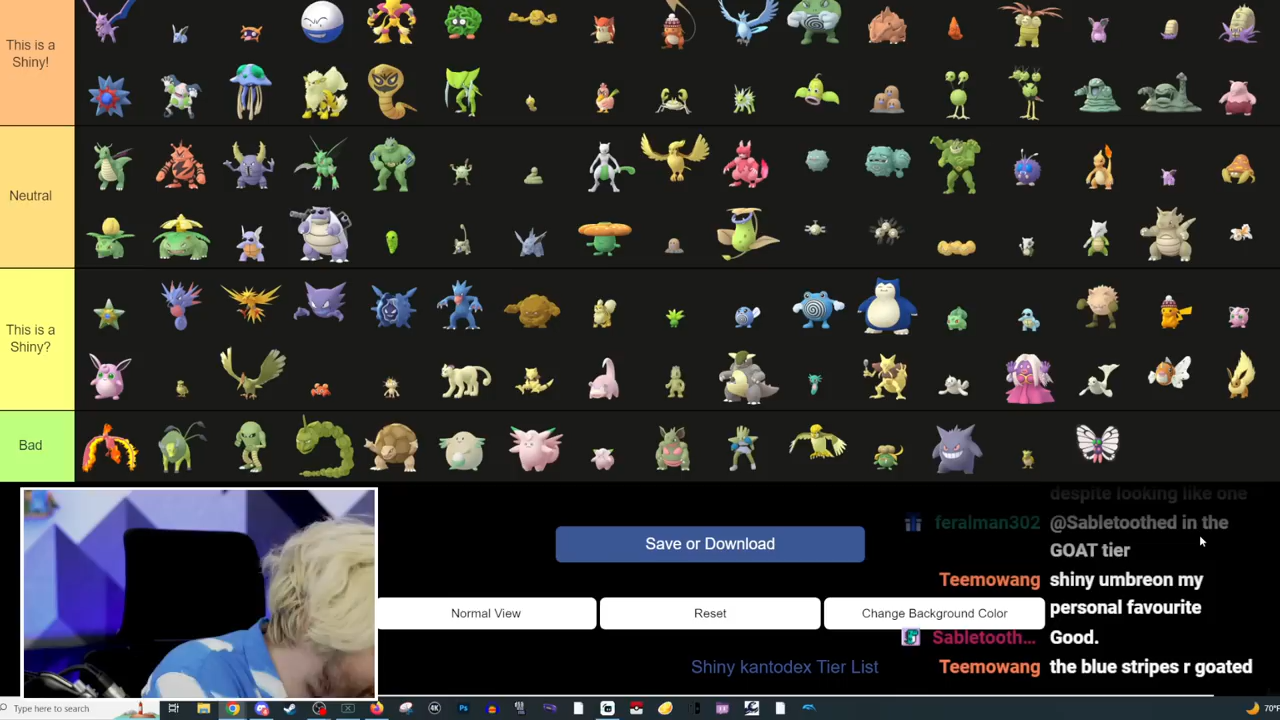 This is a
Shiny!
Neutral
This is a
Shiny?
Bad
despite looking like one
feralman302 @Sabletoothed in the
GOAT tier
Save or Download
Teemowang shiny umbreon my
personal favourite
Normal View
Reset
Change Background Color
Sabletooth... Good.
Shiny kantodex Tier List
Teemowang the blue stripes r goated
Type here to search
70°F